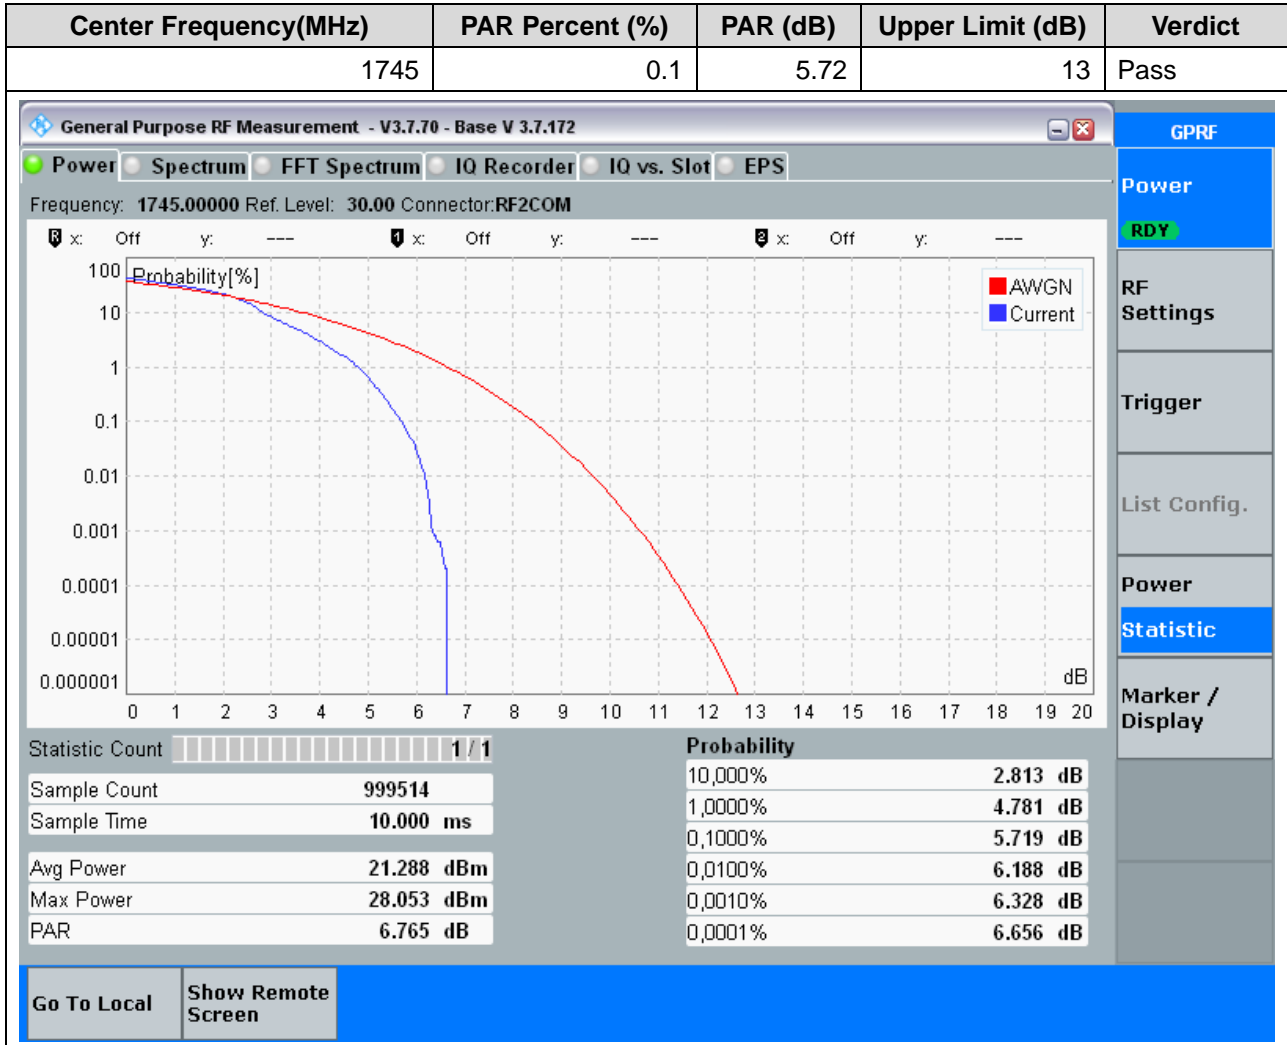 Center Frequency(MHz) PAR Percent (%) PAR (dB) Upper Limit (dB) Verdict
1745 0.1 5.72 13 Pass
General Purpose RF Measurement - V3.7.70 - Base V 3.7.172
GPRF
Power Spectrum FFT Spectrum IQ Recorder IQ vs. Slot EPS
Power
RDY
Frequency: 1745.00000 Ref. Level: 30.00 Connector:RF2COM
R x: Off y: --- 1 x: Off y: --- 2 x: Off y: ---
Probability[%]
AWGN
Current
100
10
1
0.1
0.01
0.001
0.0001
0.00001
0.000001
dB
0 1 2 3 4 5 6 7 8 9 10 11 12 13 14 15 16 17 18 19 20
RF
Settings
Trigger
List Config.
Power
Statistic
Marker /
Display
Statistic Count 1 / 1
Sample Count 999514
Sample Time 10.000 ms
Avg Power 21.288 dBm
Max Power 28.053 dBm
PAR 6.765 dB
Probability
10,000% 2.813 dB
1,0000% 4.781 dB
0,1000% 5.719 dB
0,0100% 6.188 dB
0,0010% 6.328 dB
0,0001% 6.656 dB
Go To Local
Show Remote
Screen